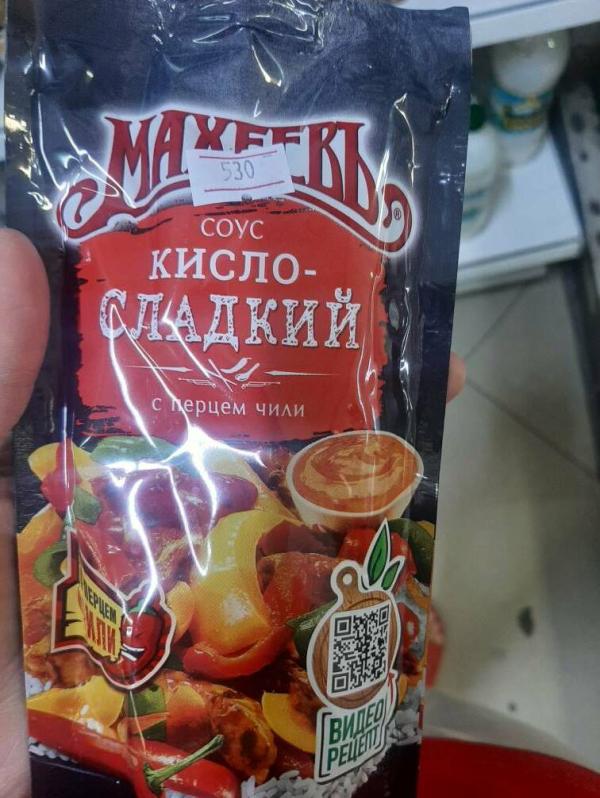 МАХЕЕВЪ
530
®
СОУС
КИСЛО-
СЛАДКИЙ
с перцем чили
ПЕРЦЕМ
ЧИЛИ
ВИДЕО
РЕЦЕПТ